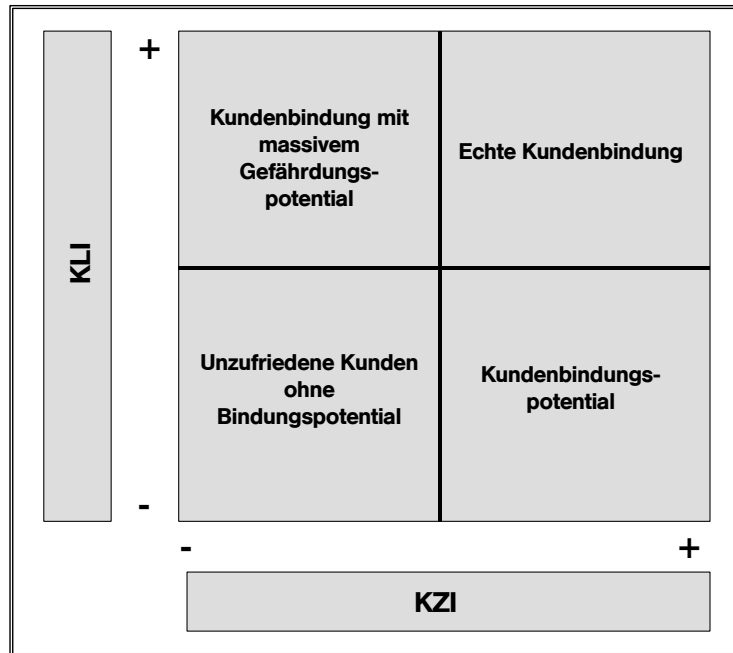 +
Kundenbindung mit
massivem
Gefährdungs-
potential
Echte Kundenbindung
KLI
Unzufriedene Kunden
ohne
Bindungspotential
Kundenbindungs-
potential
-
-
+
KZI